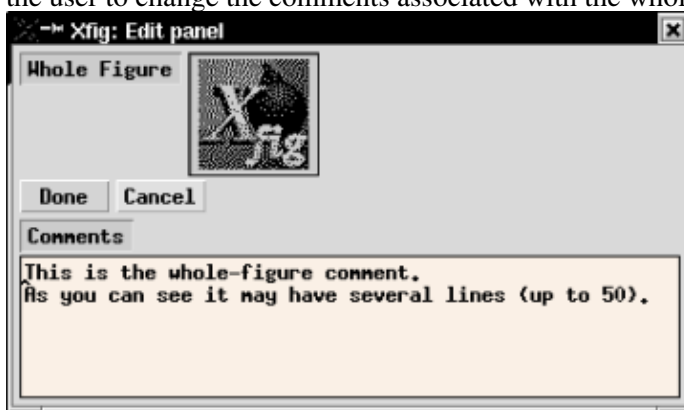 the user to change the comments associated with the whol
Xfig: Edit panel
Whole Figure
Xfig
Done Cancel
Comments
This is the whole-figure comment.
As you can see it may have several lines (up to 50).